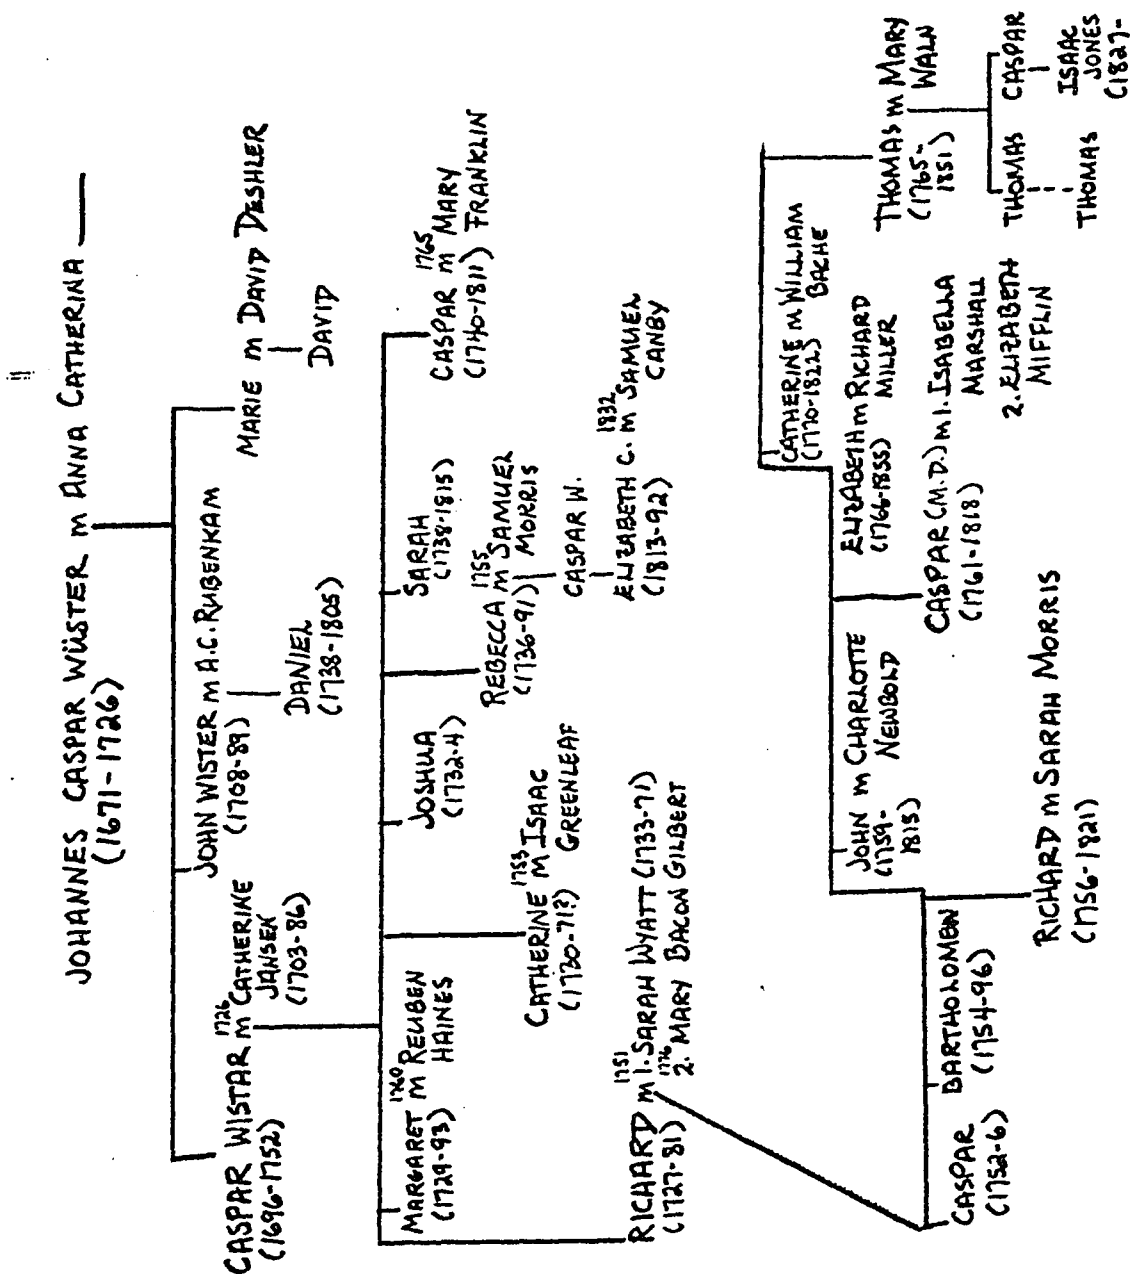 JOHANNES CASPAR WÜSTER m ANNA CATHERINA ——
(1671-1726)
CASPAR WISTAR m 1726 CATHERINE
(1696-1752) JANSEN
(1703-86)
JOHN WISTER m A.C. RUBENKAM
(1708-89)
DANIEL
(1738-1805)
MARIE m DAVID DESHLER
DAVID
MARGARET m 1760 REUBEN
(1729-93) HAINES
JOSHUA
(1732-4)
SARAH
(1738-1815)
CASPAR m 1765 MARY
(1740-1811) FRANKLIN
CATHERINE m 1753 ISAAC
(1730-71?) GREENLEAF
REBECCA m 1755 SAMUEL
(1736-91) MORRIS
CASPAR W.
ELIZABETH C. m 1832 SAMUEL
(1813-92) CANBY
RICHARD m 1751 1. SARAH WYATT (1733-71)
(1727-81) 1776 2. MARY BACON GILBERT
CATHERINE m WILLIAM
(1770-1822) BACHE
ELIZABETH m RICHARD
(1766-1855) MILLER
THOMAS m MARY
(1765- WALN
1851)
JOHN m CHARLOTTE
(1759- NEWBOLD
1815)
CASPAR (M.D.) m 1. ISABELLA
(1761-1818) MARSHALL
2. ELIZABETH
MIFFLIN
THOMAS CASPAR
THOMAS ISAAC
JONES
(1827-
CASPAR
(1752-6)
BARTHOLOMEW
(1754-96)
RICHARD m SARAH MORRIS
(1756-1821)